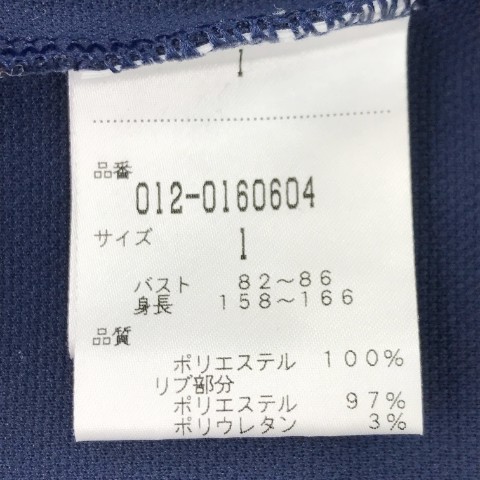 1
品番
012-0160604
サイズ 1
バスト 82～86
身長 158～166
品質
ポリエステル 100%
リブ部分
ポリエステル 97%
ポリウレタン 3%